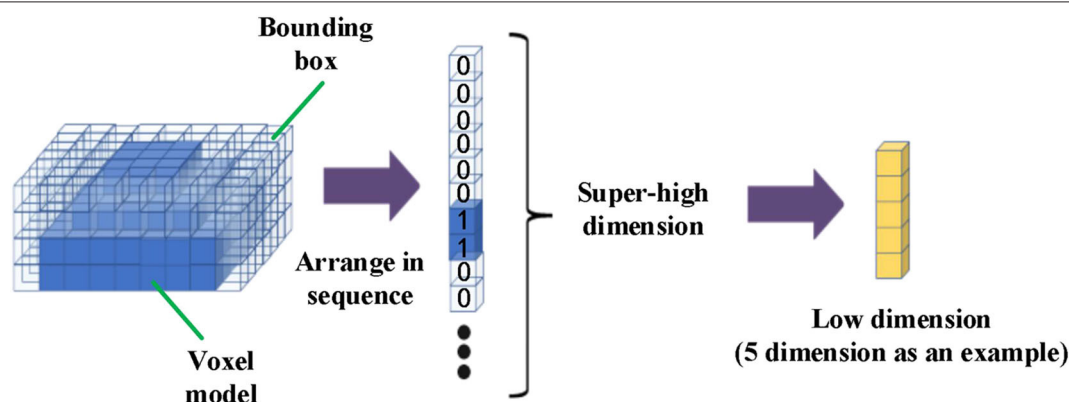 Bounding
box
0
0
0
0
0
0
1
1
0
0
Arrange in
sequence
Voxel
model
Super-high
dimension
Low dimension
(5 dimension as an example)